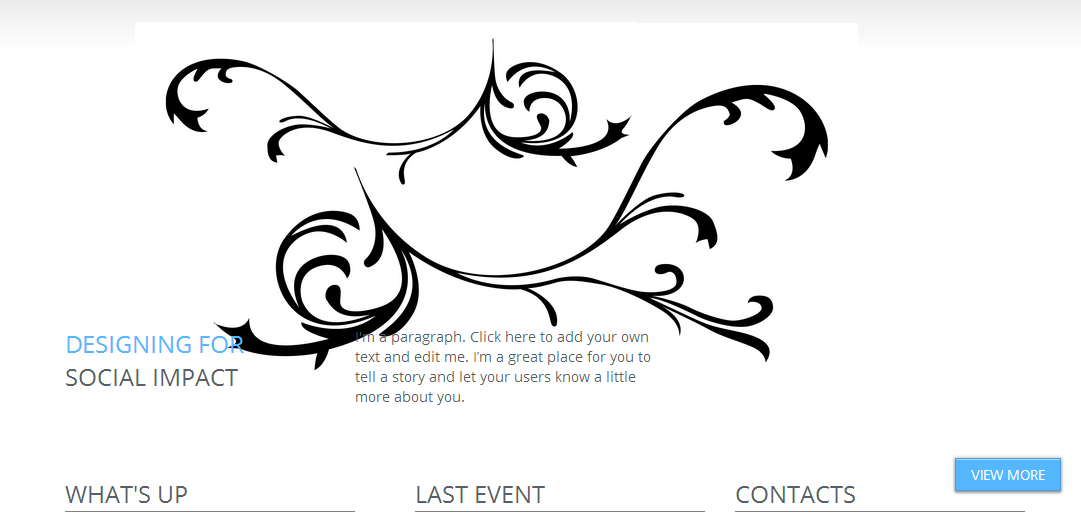 DESIGNING FOR
SOCIAL IMPACT
I'm a paragraph. Click here to add your own
text and edit me. I'm a great place for you to
tell a story and let your users know a little
more about you.
VIEW MORE
WHAT'S UP
LAST EVENT
CONTACTS